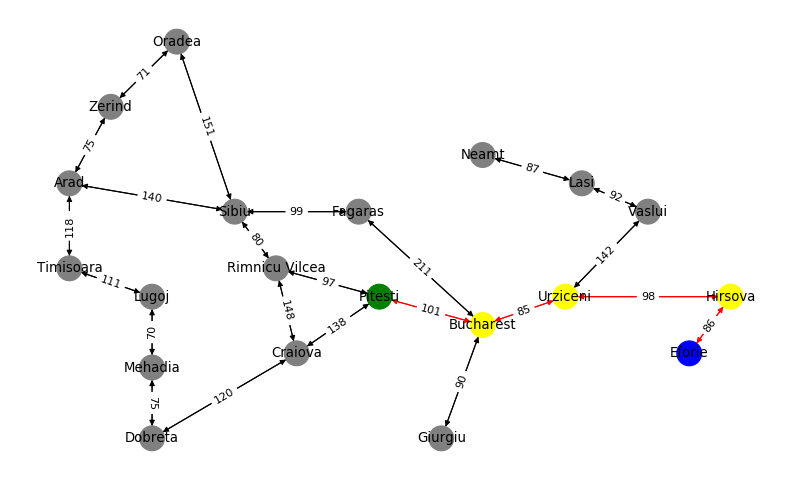 Oradea
71
Zerind
151
75
Neamt
87
Lasi
92
Arad
140
Sibiu
99
Fagaras
Vaslui
118
80
211
142
Timisoara
111
Rimnicu Vilcea
97
Lugoj
148
Pitesti
101
Urziceni
98
Hirsova
85
Bucharest
138
86
70
Craiova
Eforie
Mehadia
90
120
75
Dobreta
Giurgiu